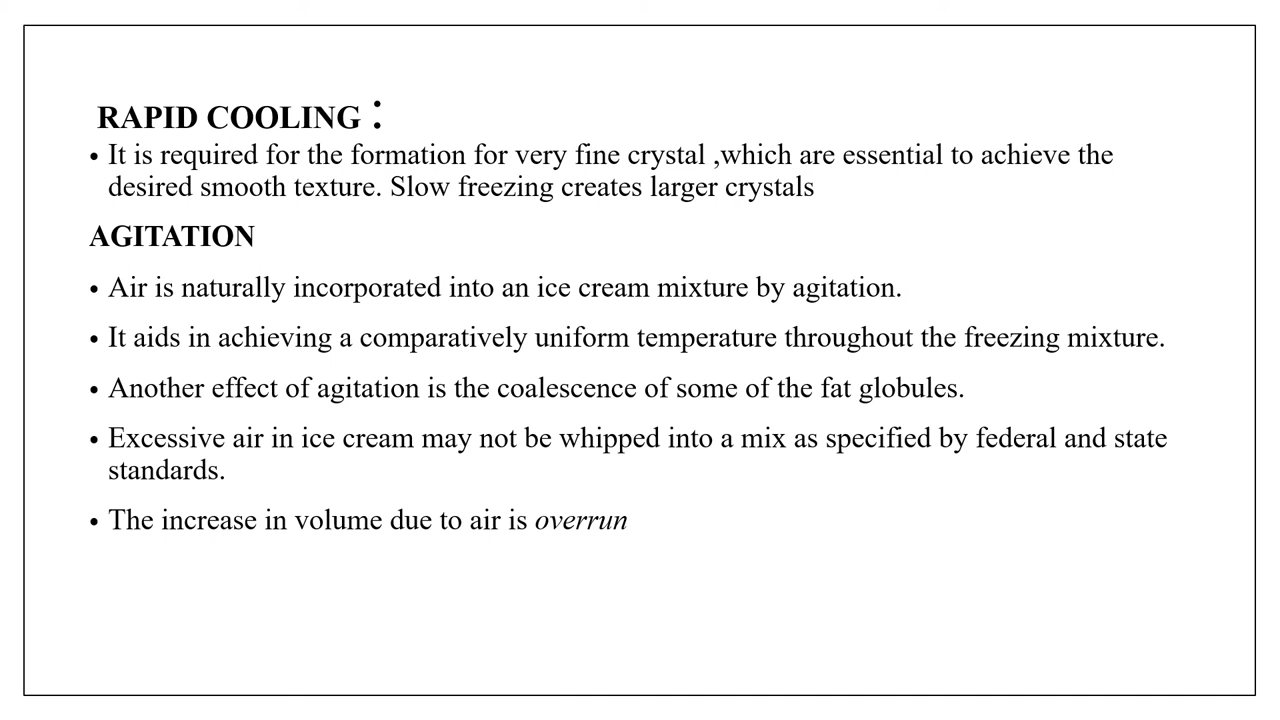 RAPID COOLING :
• It is required for the formation for very fine crystal ,which are essential to achieve the
desired smooth texture. Slow freezing creates larger crystals
AGITATION
• Air is naturally incorporated into an ice cream mixture by agitation.
• It aids in achieving a comparatively uniform temperature throughout the freezing mixture.
• Another effect of agitation is the coalescence of some of the fat globules.
• Excessive air in ice cream may not be whipped into a mix as specified by federal and state
standards.
• The increase in volume due to air is overrun